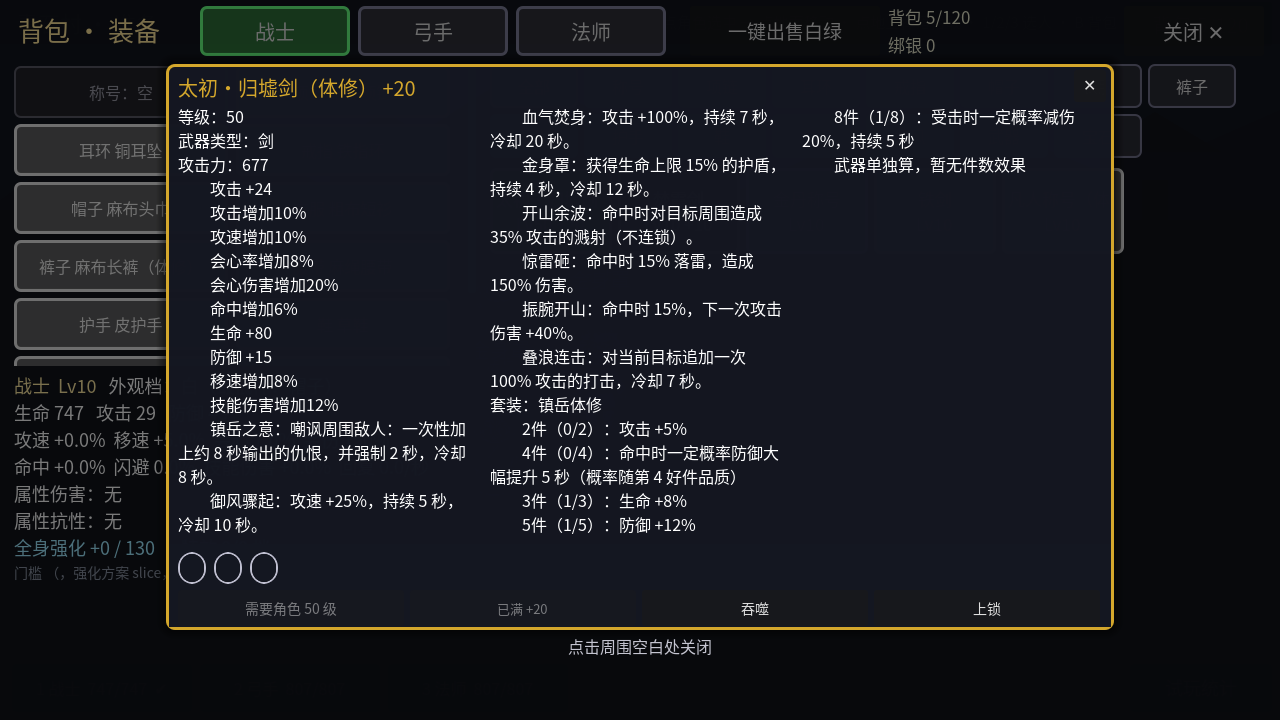 背包 · 装备
战士
弓手
法师
一键出售白绿
背包 5/120
绑银 0
关闭 ✕
称号：空
耳环 铜耳坠
帽子 麻布头巾
裤子 麻布长裤（体
护手 皮护手
裤子
太初·归墟剑（体修） +20
✕
等级：50
武器类型：剑
攻击力：677
攻击 +24
攻击增加10%
攻速增加10%
会心率增加8%
会心伤害增加20%
命中增加6%
生命 +80
防御 +15
移速增加8%
技能伤害增加12%
镇岳之意：嘲讽周围敌人：一次性加
上约 8 秒输出的仇恨，并强制 2 秒，冷却
8 秒。
御风骤起：攻速 +25%，持续 5 秒，
冷却 10 秒。
血气焚身：攻击 +100%，持续 7 秒，
冷却 20 秒。
金身罩：获得生命上限 15% 的护盾，
持续 4 秒，冷却 12 秒。
开山余波：命中时对目标周围造成
35% 攻击的溅射（不连锁）。
惊雷砸：命中时 15% 落雷，造成
150% 伤害。
振腕开山：命中时 15%，下一次攻击
伤害 +40%。
叠浪连击：对当前目标追加一次
100% 攻击的打击，冷却 7 秒。
套装：镇岳体修
2件（0/2）：攻击 +5%
4件（0/4）：命中时一定概率防御大
幅提升 5 秒（概率随第 4 好件品质）
3件（1/3）：生命 +8%
5件（1/5）：防御 +12%
8件（1/8）：受击时一定概率减伤
20%，持续 5 秒
武器单独算，暂无件数效果
需要角色 50 级
已满 +20
吞噬
上锁
战士 Lv10 外观档
生命 747 攻击 29
攻速 +0.0% 移速 +
命中 +0.0% 闪避 0
属性伤害：无
属性抗性：无
全身强化 +0 / 130
门槛 （，强化方案 slice，
点击周围空白处关闭